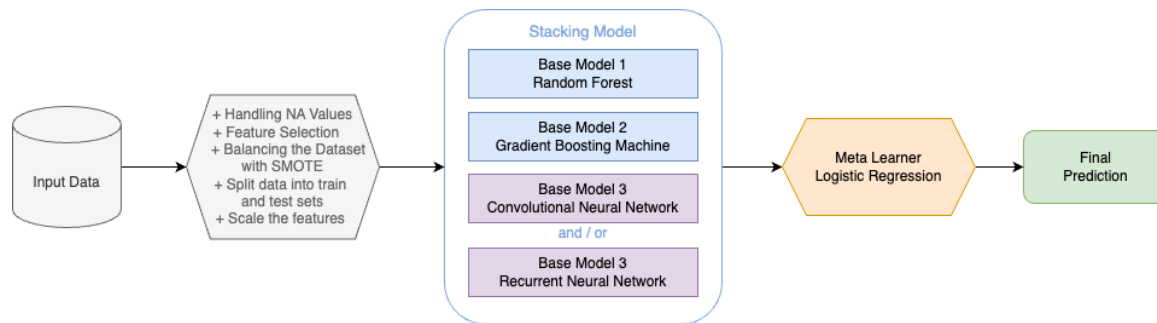 Input Data
+ Handling NA Values
+ Feature Selection
+ Balancing the Dataset
with SMOTE
+ Split data into train
and test sets
+ Scale the features
Stacking Model
Base Model 1
Random Forest
Base Model 2
Gradient Boosting Machine
Base Model 3
Convolutional Neural Network
and / or
Base Model 3
Recurrent Neural Network
Meta Learner
Logistic Regression
Final
Prediction